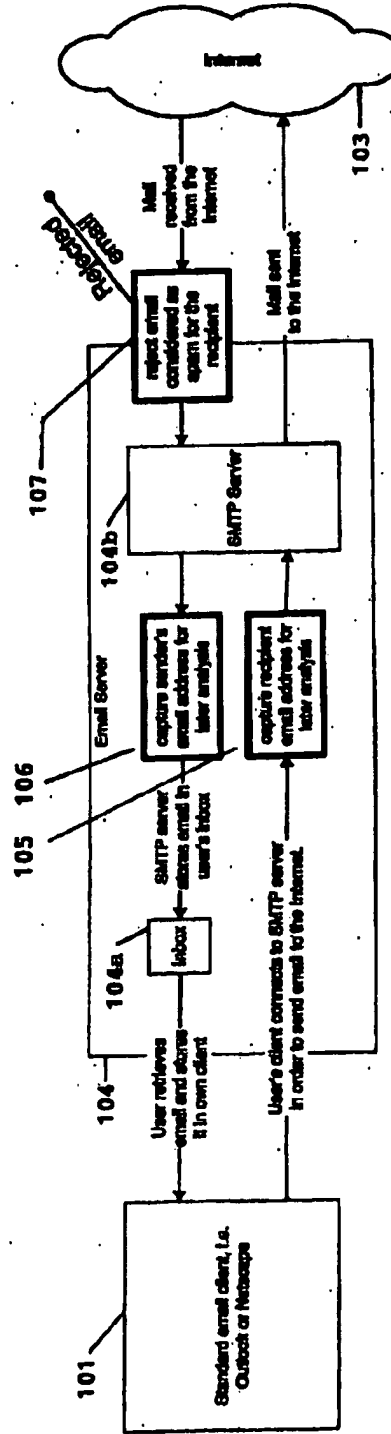 101
Standard email client, i.e.
Outlook or Netscape
104
User retrieves
email and stores
it in own client
User's client connects to SMTP server
in order to send email to the Internet.
Email Server
104a
Inbox
SMTP server
stores email in
user's inbox
106
capture sender's
email address for
later analysis
105
capture recipient
email address for
later analysis
104b
SMTP Server
107
reject email
considered as
spam for the
recipient
Rejected
email
Mail
received
from the
Internet
Mail sent
to the Internet
Internet
103